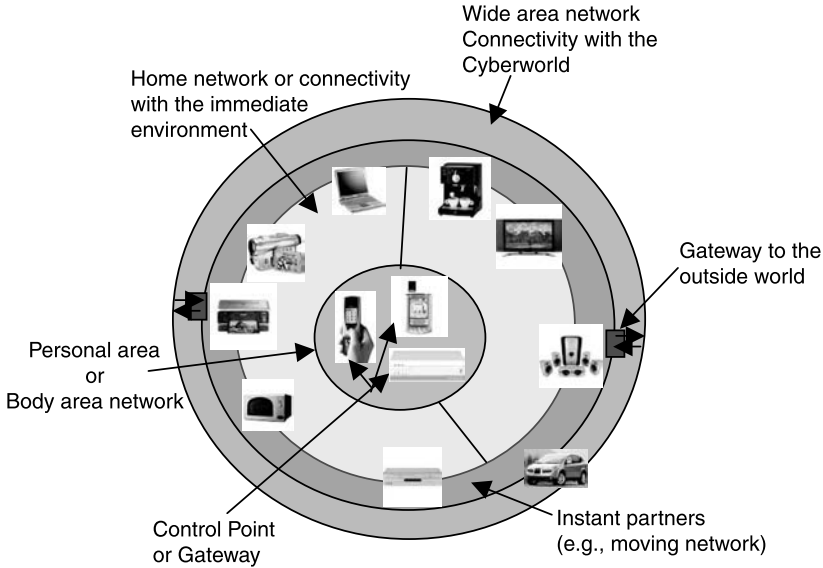 Wide area network
Connectivity with the
Cyberworld
Home network or connectivity
with the immediate
environment
Gateway to the
outside world
Personal area
or
Body area network
Control Point
or Gateway
Instant partners
(e.g., moving network)